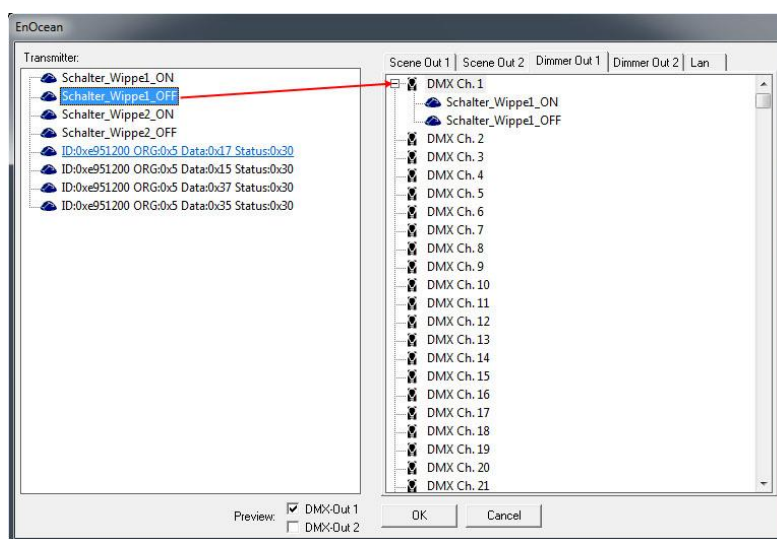 EnOcean
Transmitter:
Schalter_Wippe1_ON
Schalter_Wippe1_OFF
Schalter_Wippe2_ON
Schalter_Wippe2_OFF
ID:0xe951200 ORG:0x5 Data:0x17 Status:0x30
ID:0xe951200 ORG:0x5 Data:0x15 Status:0x30
ID:0xe951200 ORG:0x5 Data:0x37 Status:0x30
ID:0xe951200 ORG:0x5 Data:0x35 Status:0x30
Scene Out 1 Scene Out 2 Dimmer Out 1 Dimmer Out 2 Lan
DMX Ch. 1
Schalter_Wippe1_ON
Schalter_Wippe1_OFF
DMX Ch. 2
DMX Ch. 3
DMX Ch. 4
DMX Ch. 5
DMX Ch. 6
DMX Ch. 7
DMX Ch. 8
DMX Ch. 9
DMX Ch. 10
DMX Ch. 11
DMX Ch. 12
DMX Ch. 13
DMX Ch. 14
DMX Ch. 15
DMX Ch. 16
DMX Ch. 17
DMX Ch. 18
DMX Ch. 19
DMX Ch. 20
DMX Ch. 21
Preview:
DMX-Out 1
DMX-Out 2
OK
Cancel